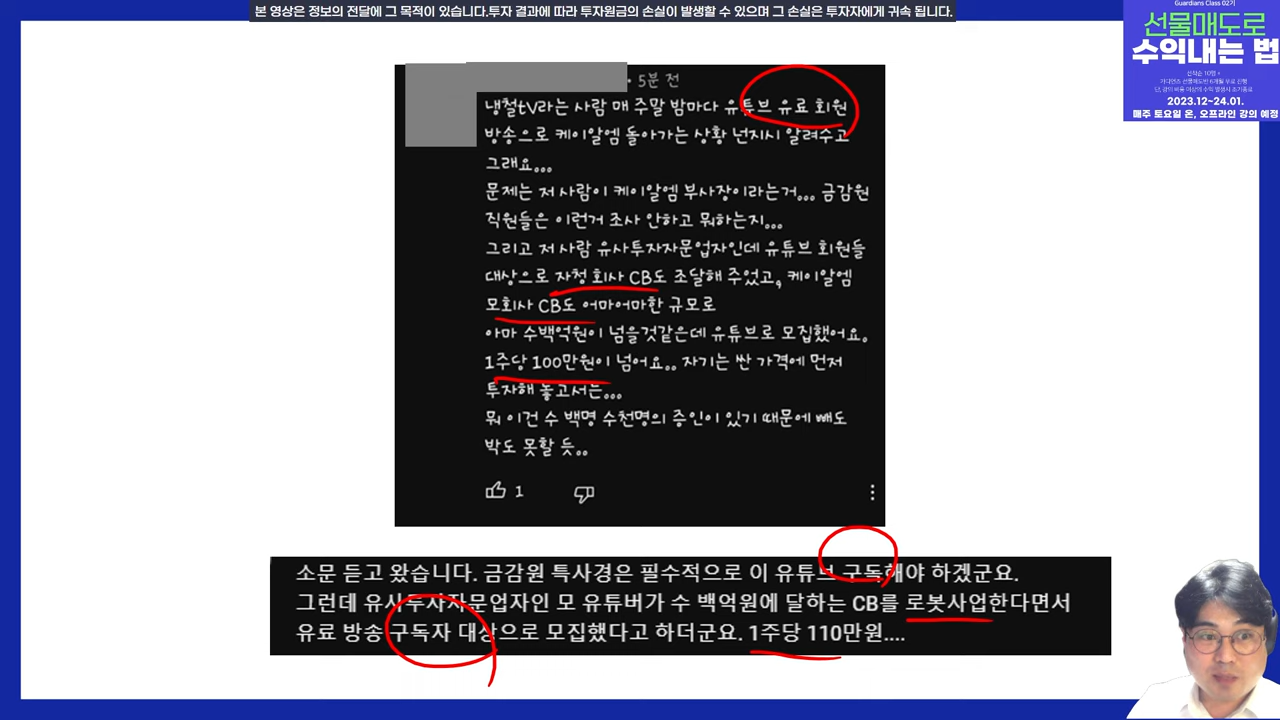 본 영상은 정보의 전달에 그 목적이 있습니다.투자 결과에 따라 투자원금의 손실이 발생할 수 있으며 그 손실은 투자자에게 귀속 됩니다.
Guardians Class 02기
선물매도로
수익내는 법
선착순 10명 +
2023.12~24.01.
매주 토요일 온, 오프라인 강의 예정
5분 전
냉철tv라는 사람 매 주말 밤마다 유튜브 유료 회원
방송으로 케이알엠 돌아가는 상황 넌지시 알려주고
그래요...
문제는 저 사람이 케이알엠 부사장이라는거... 금감원
직원들은 이런거 조사 안하고 뭐하는지...
그리고 저 사람 유사투자자문업자인데 유튜브 회원들
대상으로 자청 회사 CB도 조달해 주었고, 케이알엠
모회사 CB도 어마어마한 규모로
아마 수백억원이 넘을것같은데 유튜브로 모집했어요.
1주당 100만원이 넘어요.. 자기는 싼 가격에 먼저
투자해 놓고서는...
뭐 이건 수 백명 수천명의 증인이 있기 때문에 빼도
박도 못할 듯..
1
소문 듣고 왔습니다. 금감원 특사경은 필수적으로 이 유튜브 구독해야 하겠군요.
그런데 유사투자자문업자인 모 유튜버가 수 백억원에 달하는 CB를 로봇사업한다면서
유료 방송 구독자 대상으로 모집했다고 하더군요. 1주당 110만원....